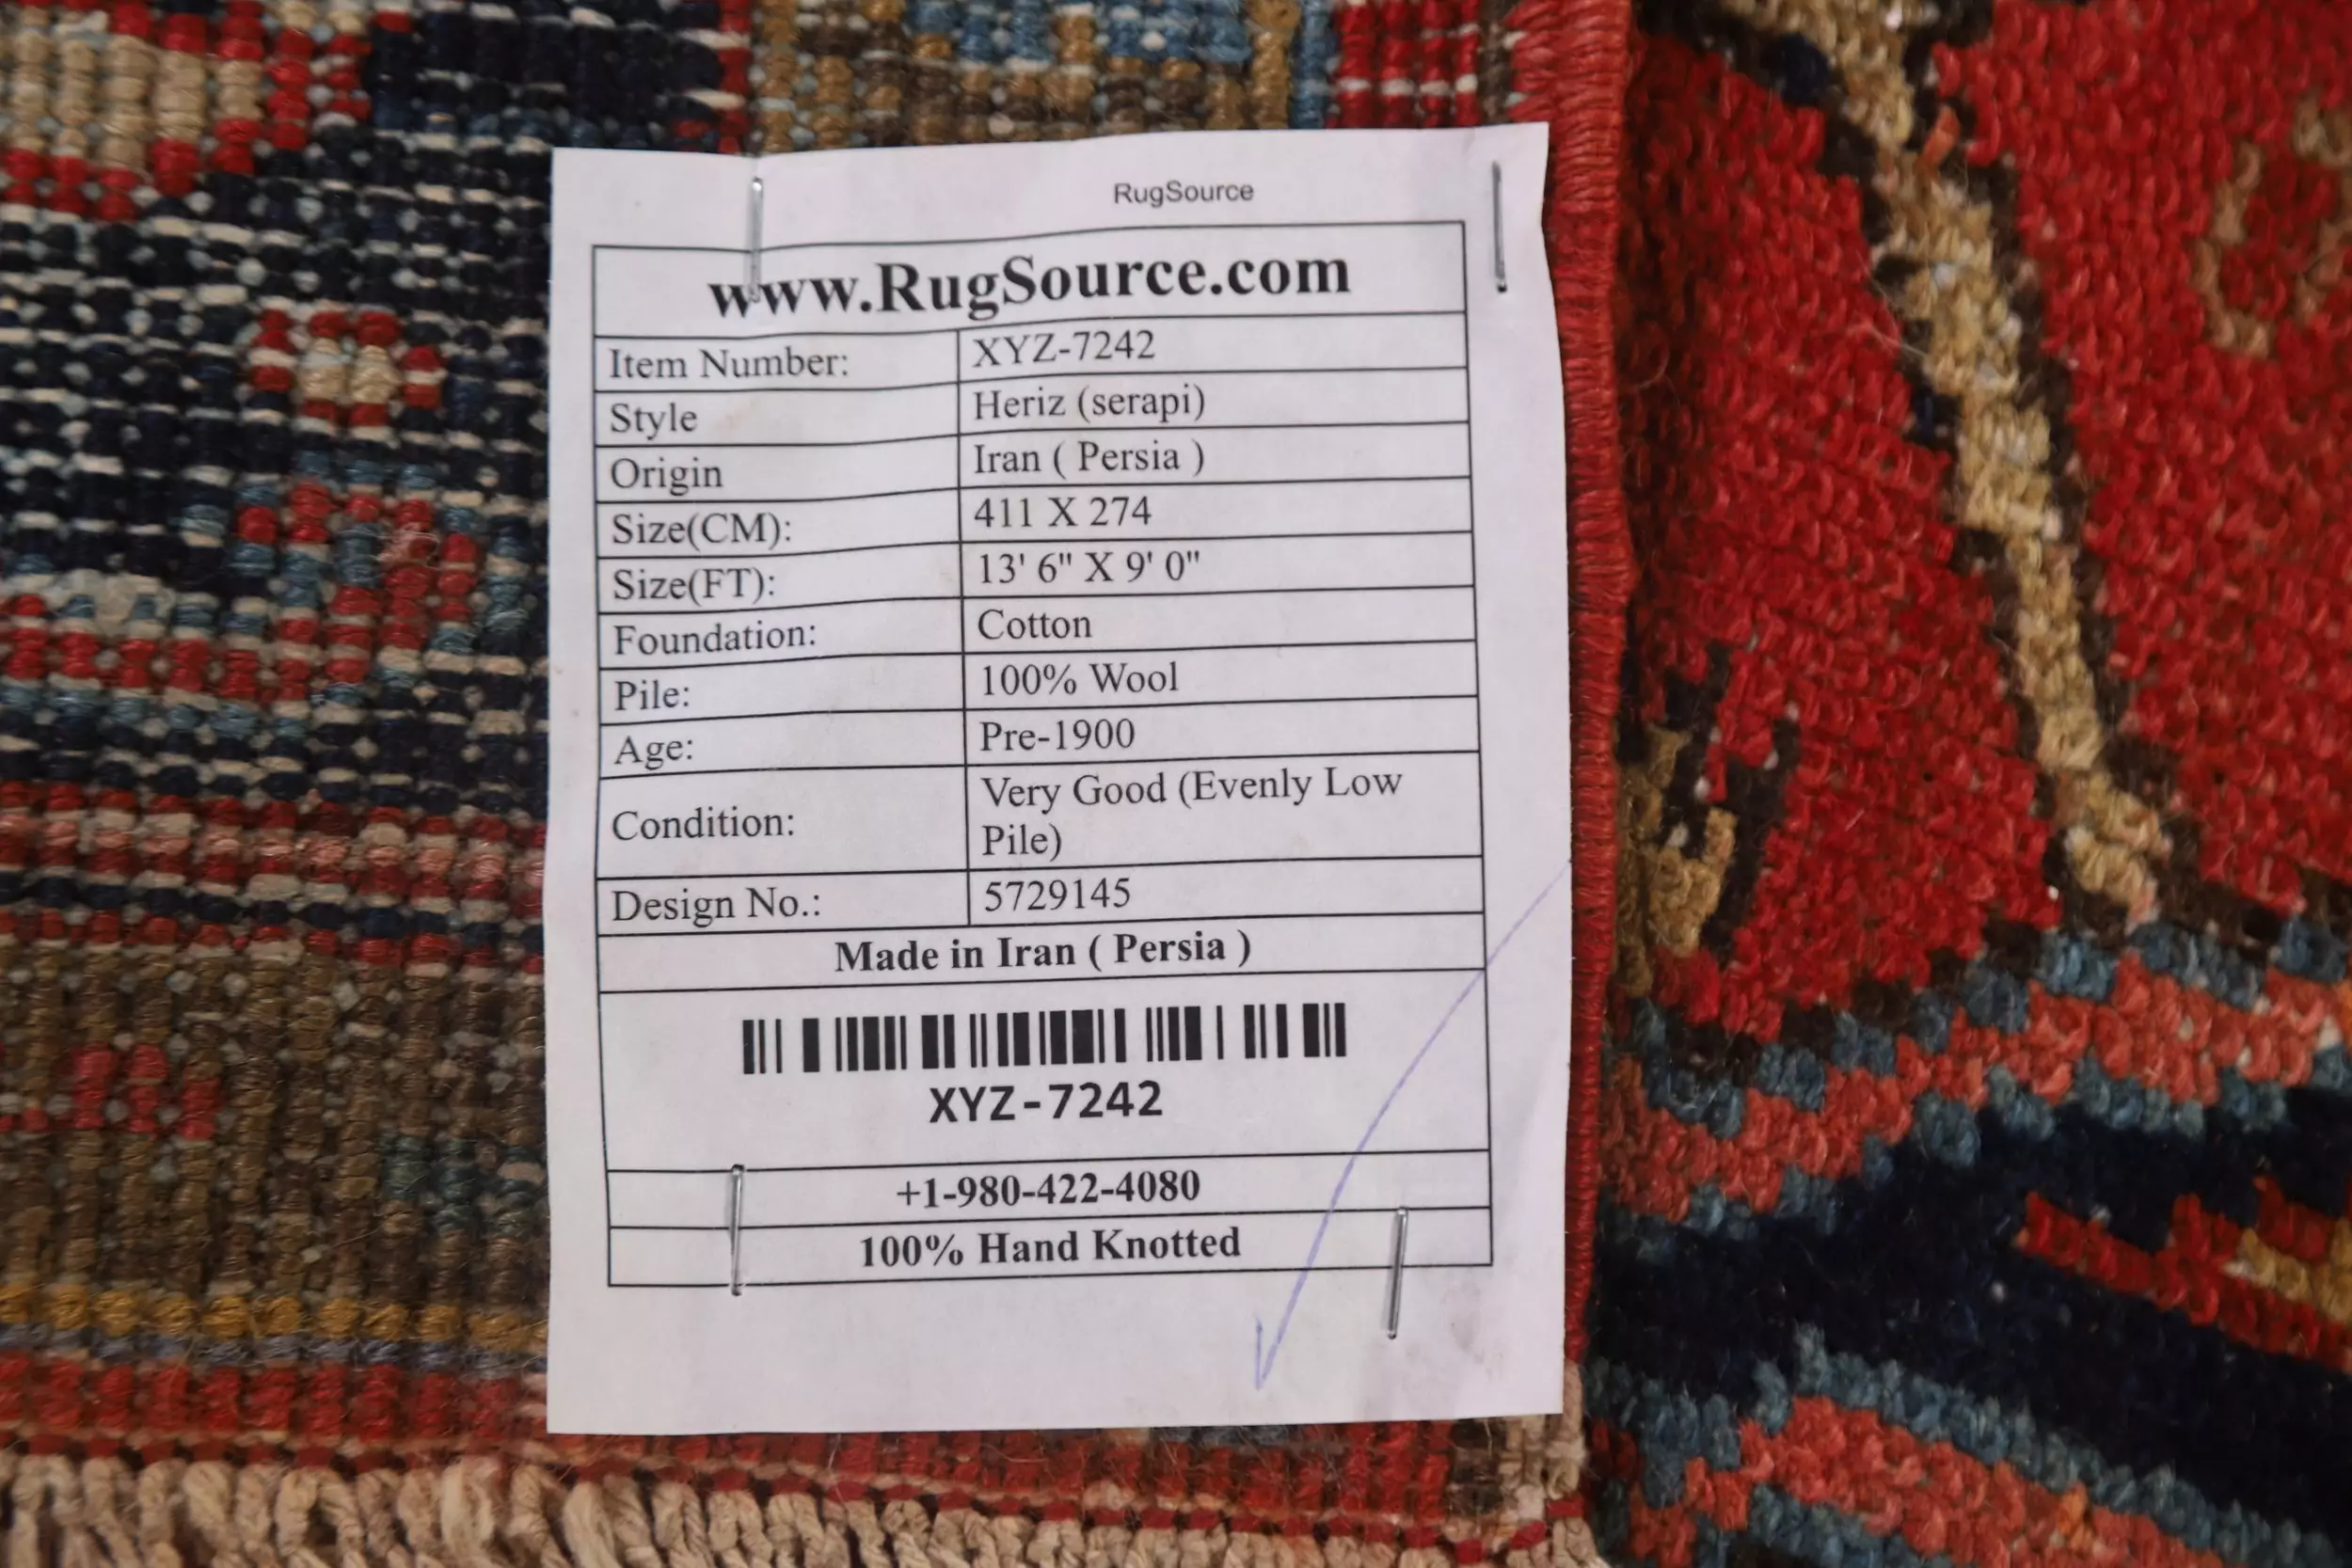 RugSource
www.RugSource.com
Item Number: XYZ-7242
Style Heriz (serapi)
Origin Iran ( Persia )
Size(CM): 411 X 274
Size(FT): 13' 6" X 9' 0"
Foundation: Cotton
Pile: 100% Wool
Age: Pre-1900
Condition: Very Good (Evenly Low
Pile)
Design No.: 5729145
Made in Iran ( Persia )
XYZ-7242
+1-980-422-4080
100% Hand Knotted